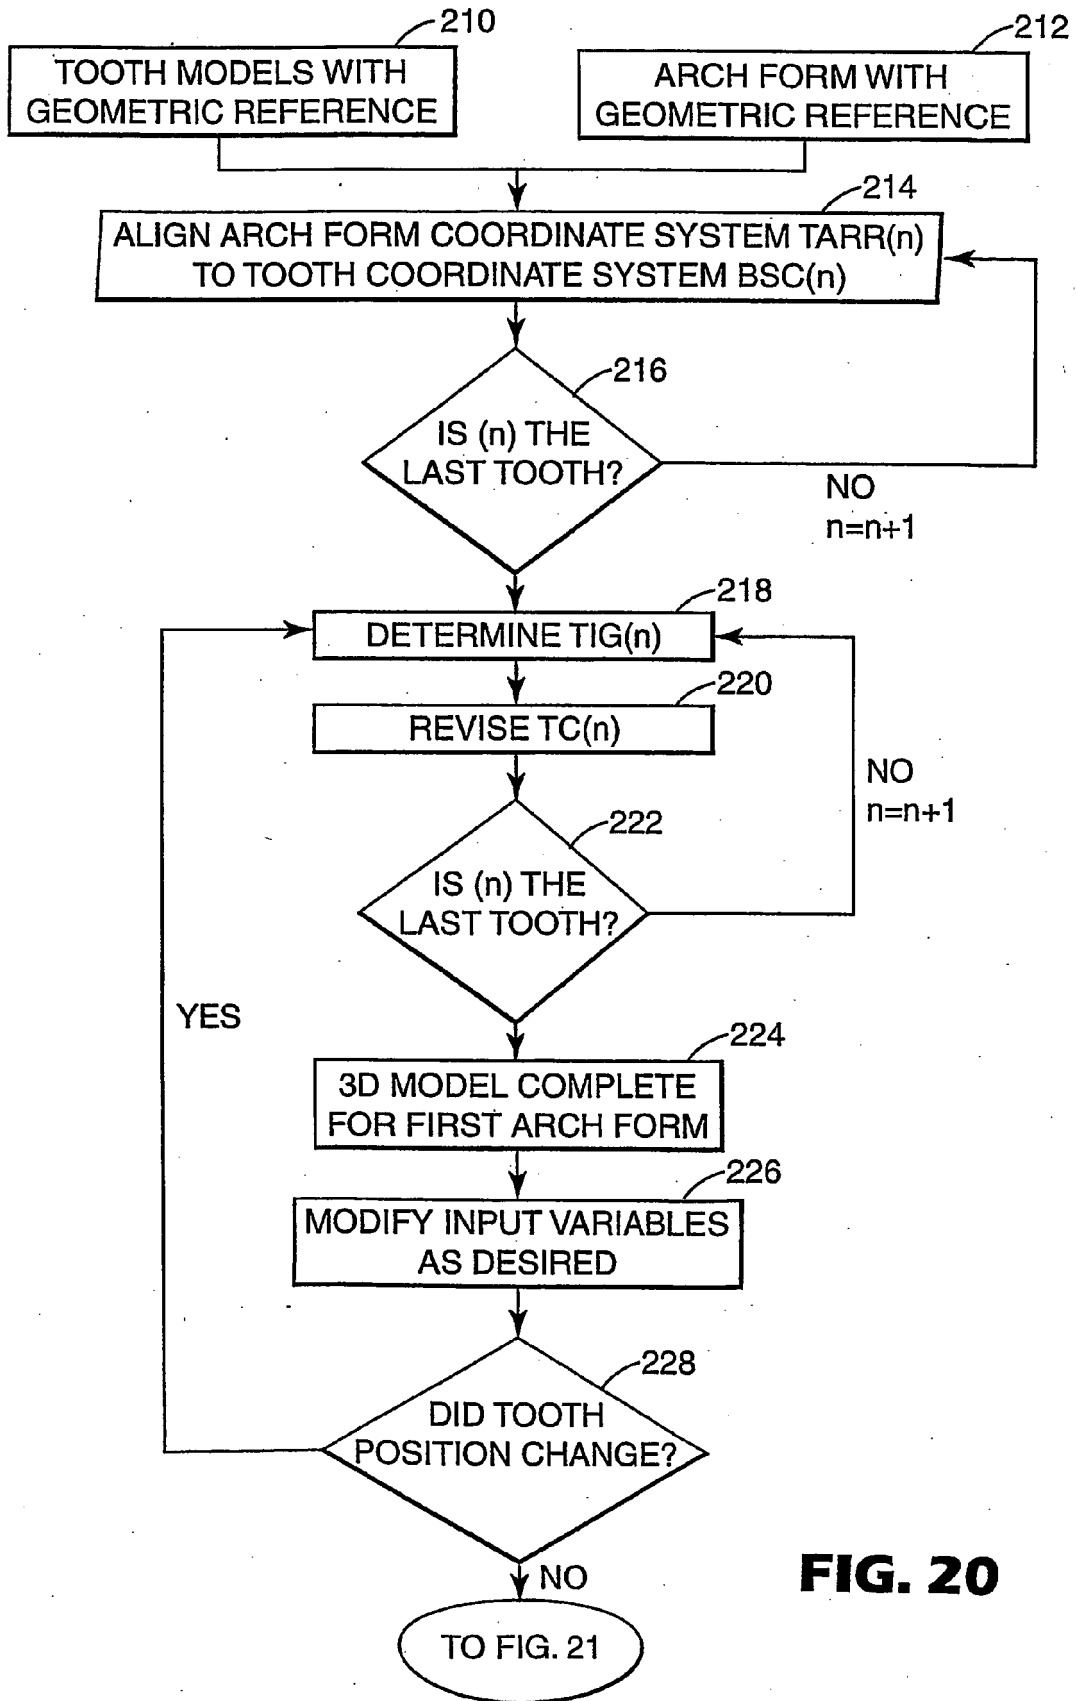 210
TOOTH MODELS WITH
GEOMETRIC REFERENCE
212
ARCH FORM WITH
GEOMETRIC REFERENCE
214
ALIGN ARCH FORM COORDINATE SYSTEM TARR(n)
TO TOOTH COORDINATE SYSTEM BSC(n)
216
IS (n) THE
LAST TOOTH?
NO
n=n+1
218
DETERMINE TIG(n)
220
REVISE TC(n)
222
IS (n) THE
LAST TOOTH?
NO
n=n+1
YES
224
3D MODEL COMPLETE
FOR FIRST ARCH FORM
226
MODIFY INPUT VARIABLES
AS DESIRED
228
DID TOOTH
POSITION CHANGE?
NO
TO FIG. 21
FIG. 20